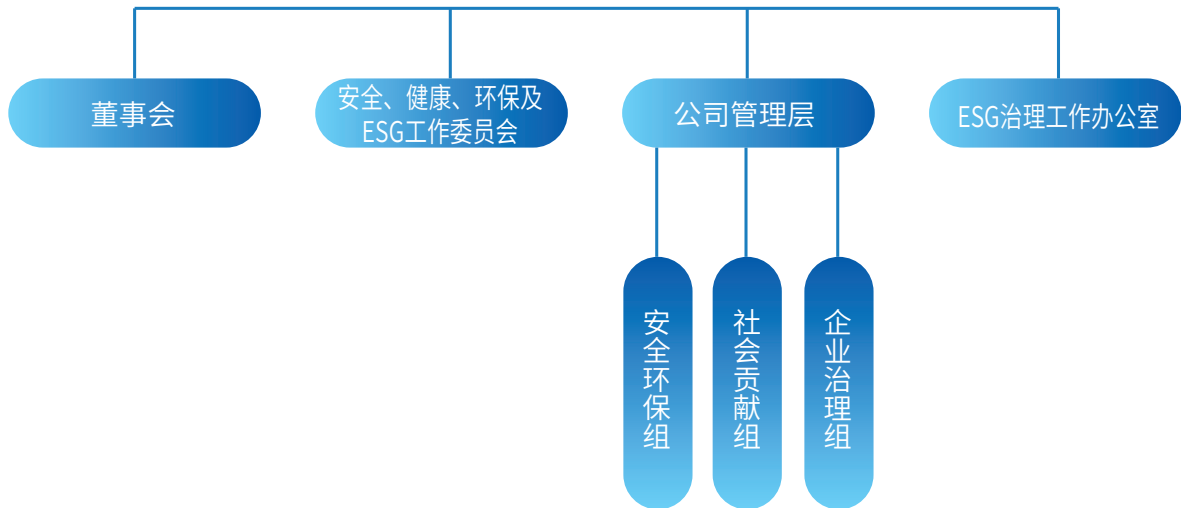 董事会
安全、健康、环保及
ESG工作委员会
公司管理层
ESG治理工作办公室
安全环保组
社会贡献组
企业治理组